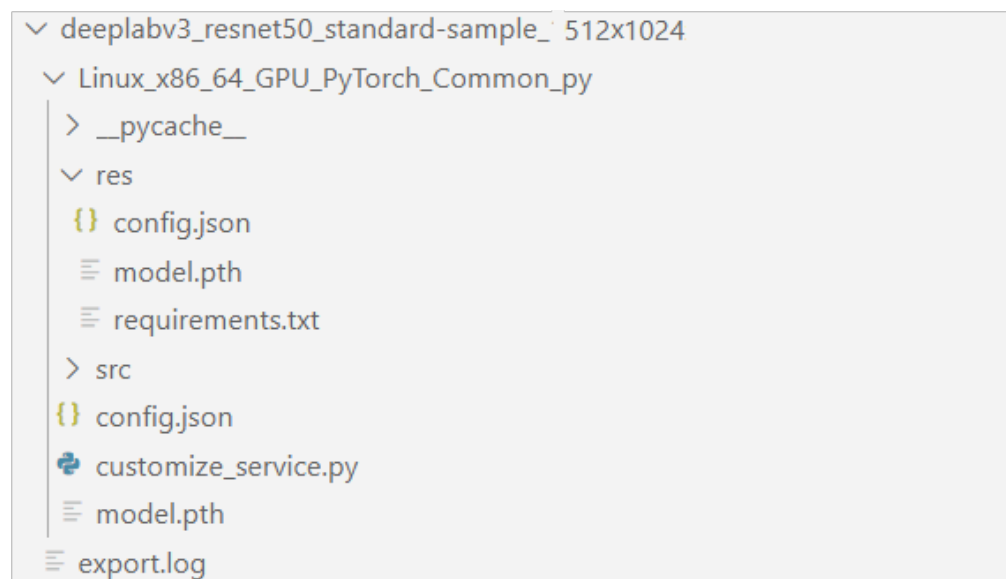 deeplabv3_resnet50_standard-sample_ 512x1024
Linux_x86_64_GPU_PyTorch_Common_py
__pycache__
res
{} config.json
model.pth
requirements.txt
src
{} config.json
customize_service.py
model.pth
export.log